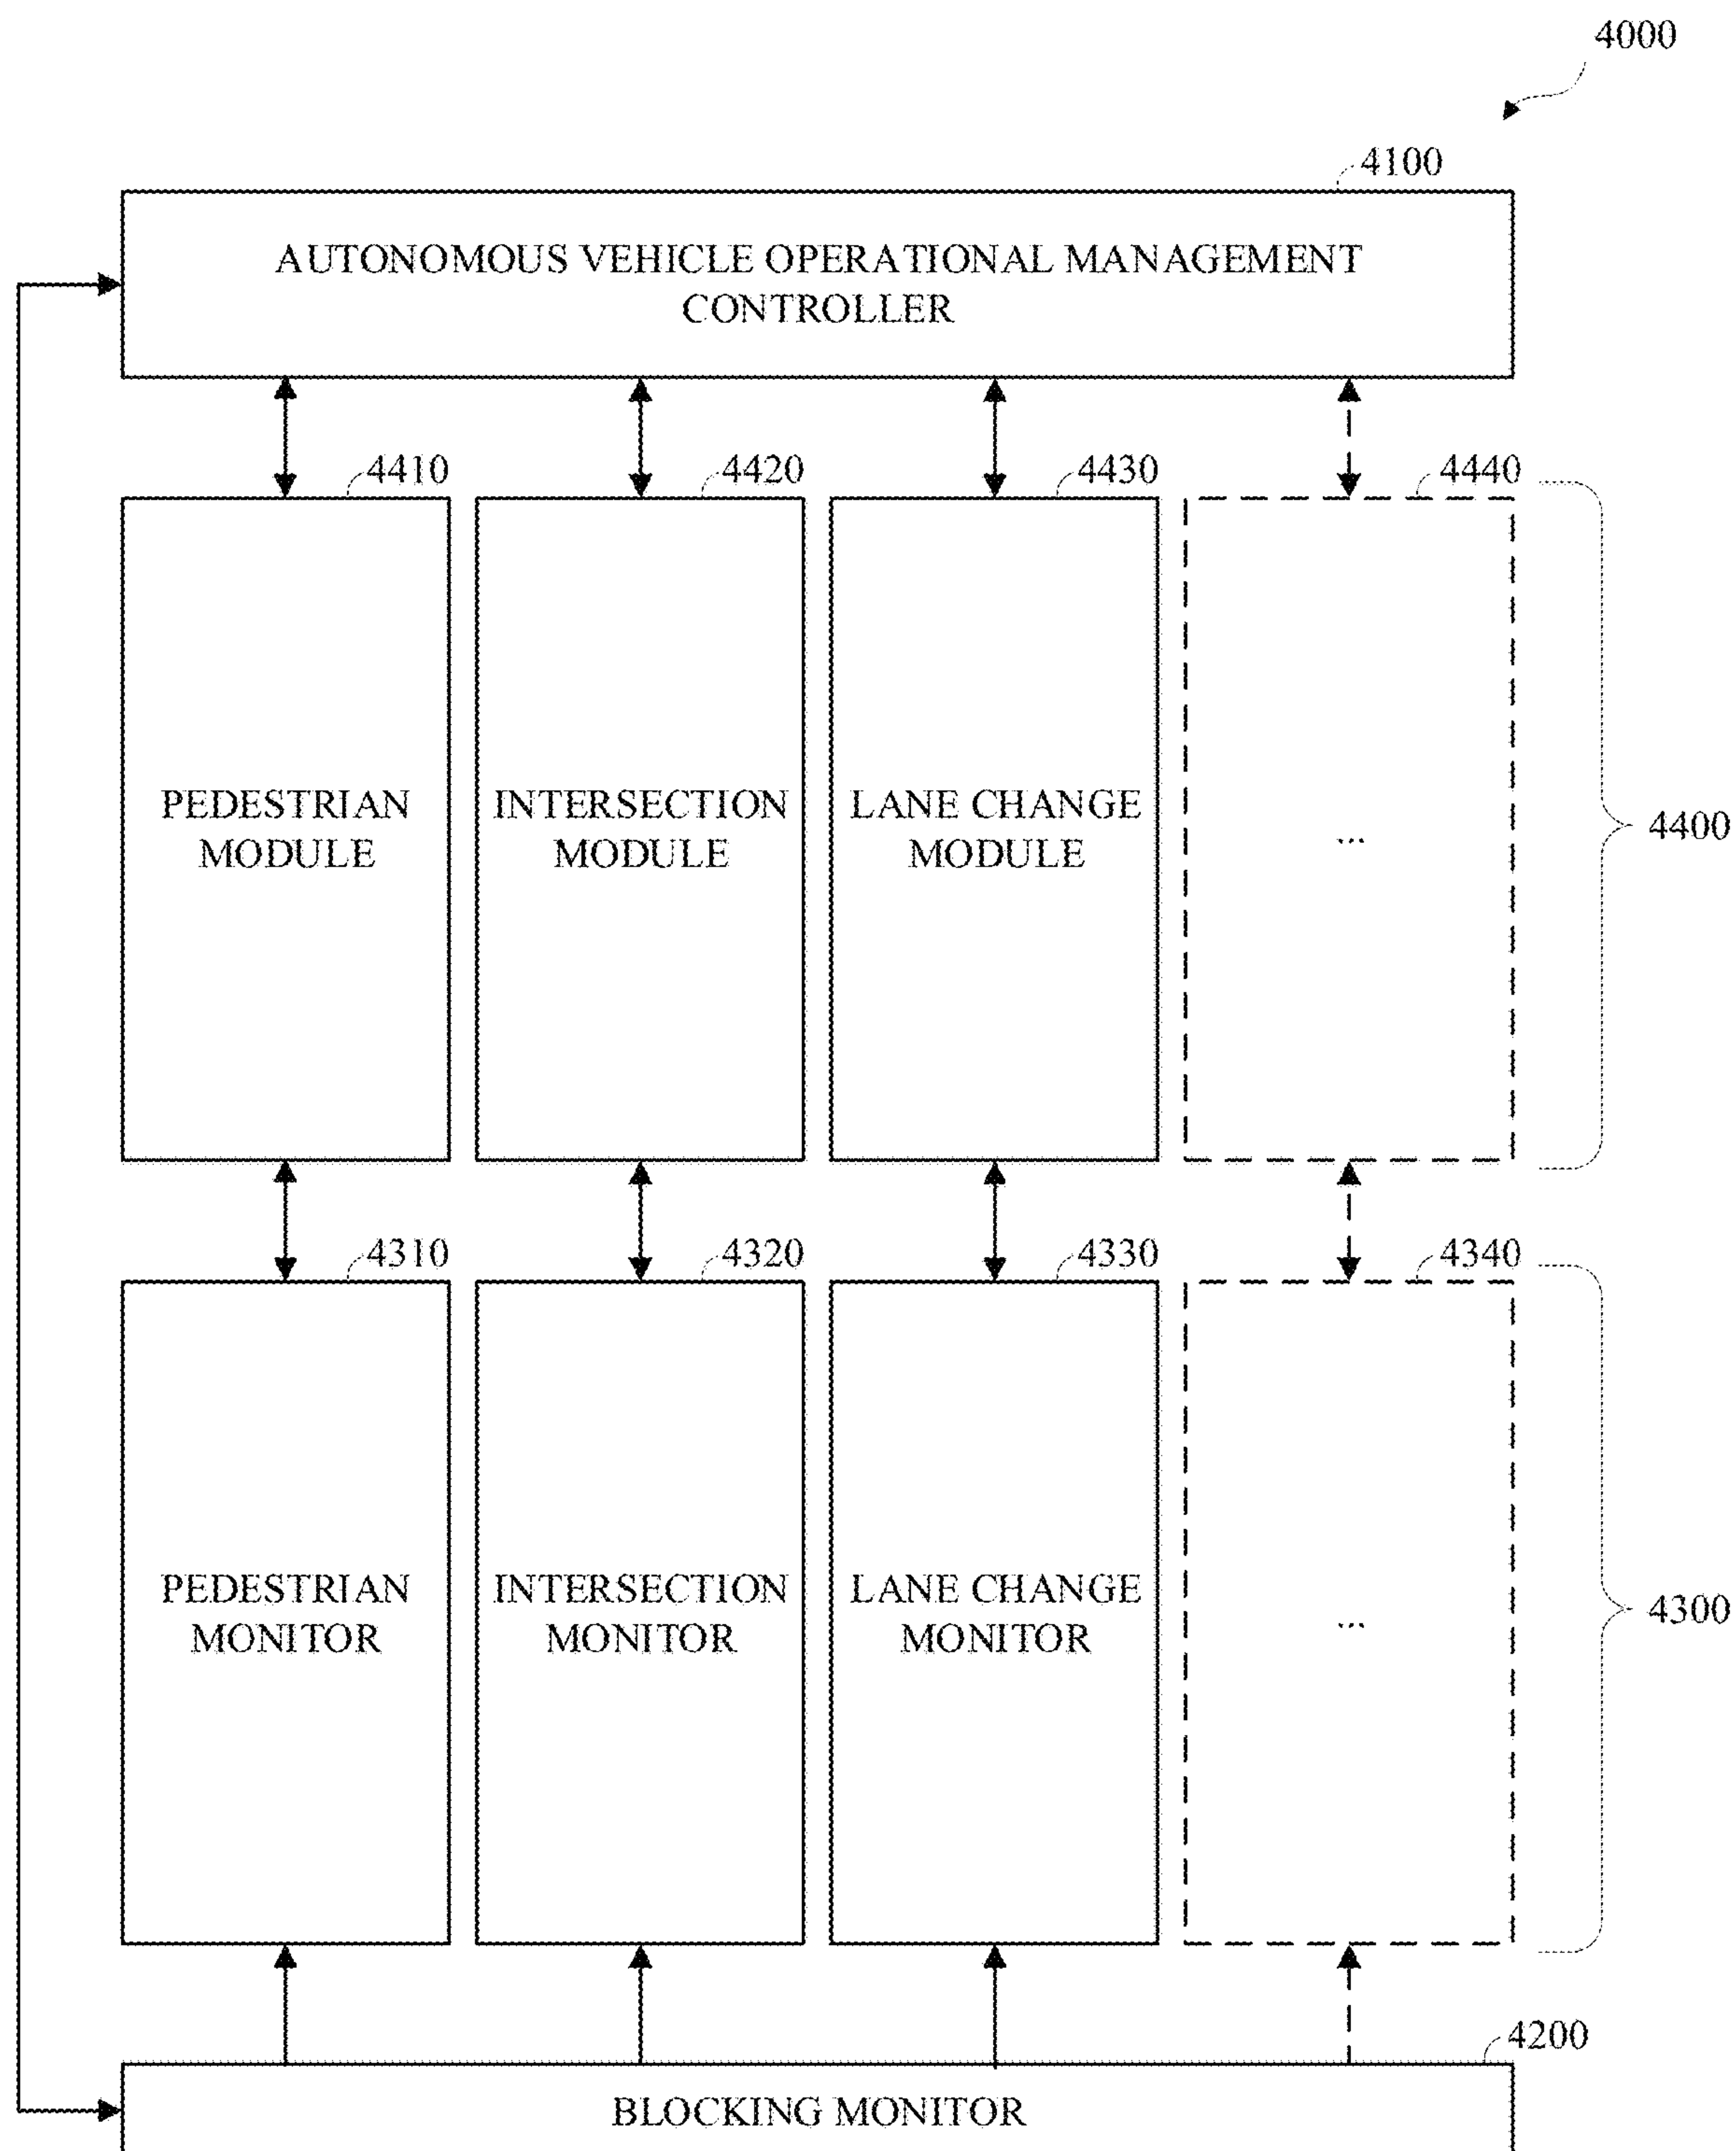 4000
4100
AUTONOMOUS VEHICLE OPERATIONAL MANAGEMENT
CONTROLLER
4410
4420
4430
4440
PEDESTRIAN
MODULE
INTERSECTION
MODULE
LANE CHANGE
MODULE
...
4400
4310
4320
4330
4340
PEDESTRIAN
MONITOR
INTERSECTION
MONITOR
LANE CHANGE
MONITOR
...
4300
4200
BLOCKING MONITOR